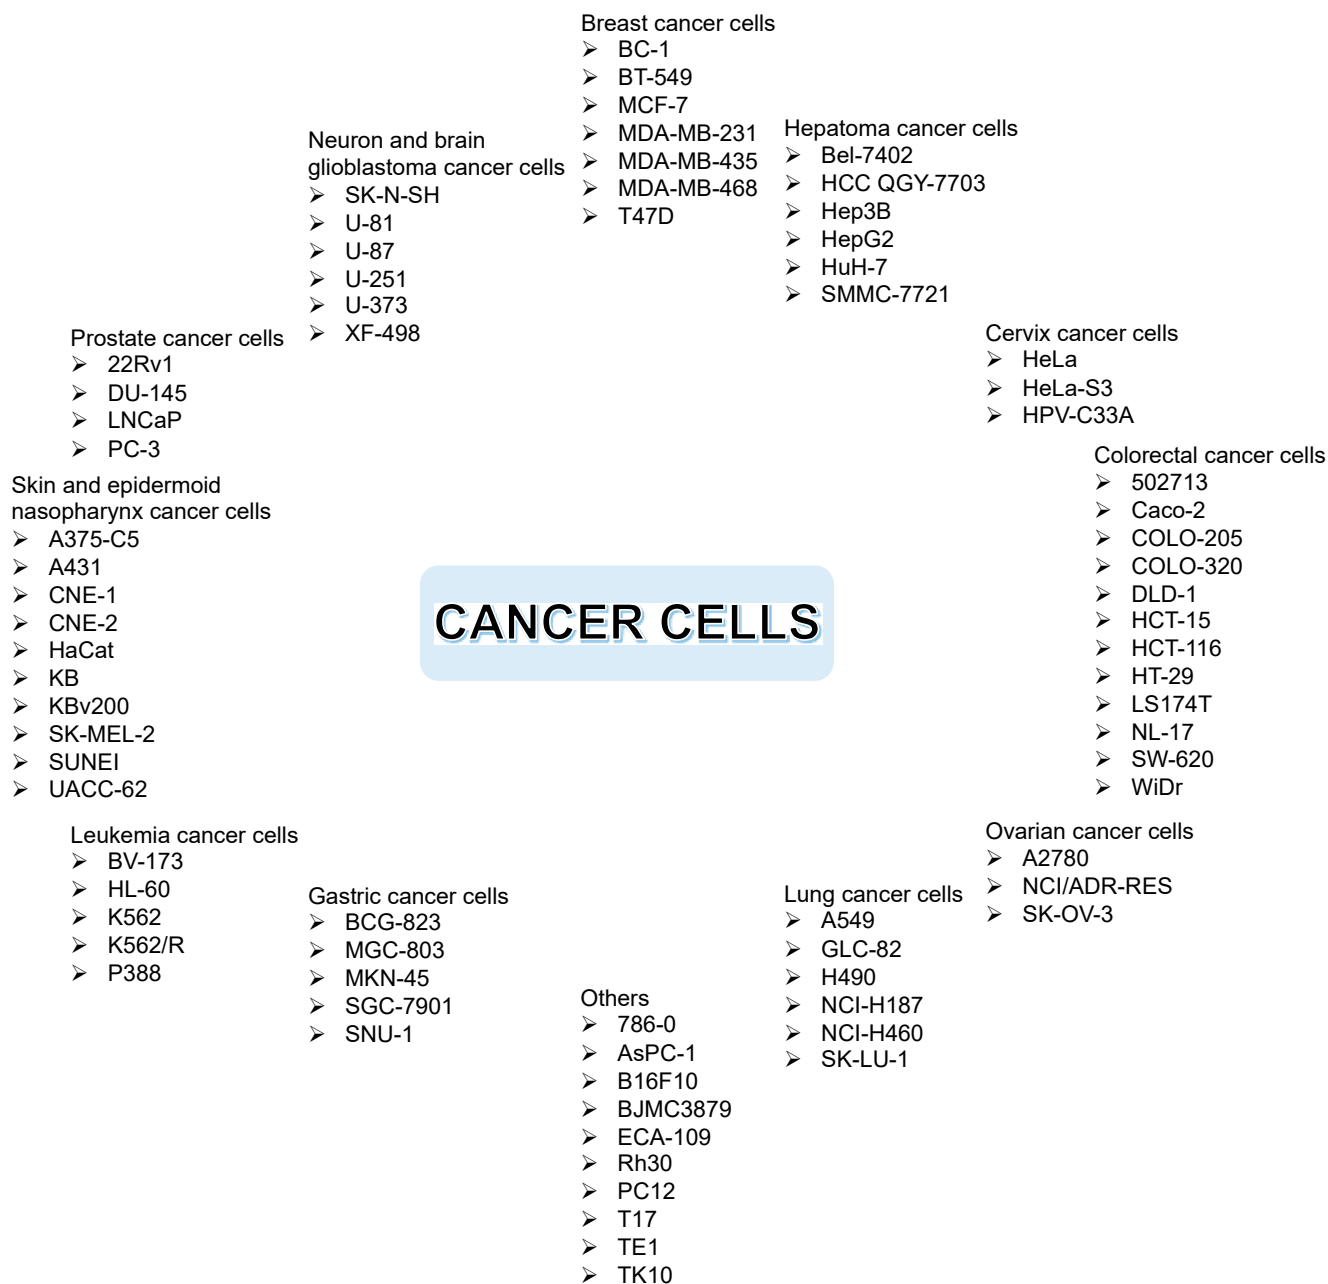 Breast cancer cells
➢ BC-1
➢ BT-549
➢ MCF-7
➢ MDA-MB-231
➢ MDA-MB-435
➢ MDA-MB-468
➢ T47D
Hepatoma cancer cells
➢ Bel-7402
➢ HCC QGY-7703
➢ Hep3B
➢ HepG2
➢ HuH-7
➢ SMMC-7721
Cervix cancer cells
➢ HeLa
➢ HeLa-S3
➢ HPV-C33A
Colorectal cancer cells
➢ 502713
➢ Caco-2
➢ COLO-205
➢ COLO-320
➢ DLD-1
➢ HCT-15
➢ HCT-116
➢ HT-29
➢ LS174T
➢ NL-17
➢ SW-620
➢ WiDr
Ovarian cancer cells
➢ A2780
➢ NCI/ADR-RES
➢ SK-OV-3
Lung cancer cells
➢ A549
➢ GLC-82
➢ H490
➢ NCI-H187
➢ NCI-H460
➢ SK-LU-1
Others
➢ 786-0
➢ AsPC-1
➢ B16F10
➢ BJMC3879
➢ ECA-109
➢ Rh30
➢ PC12
➢ T17
➢ TE1
➢ TK10
Gastric cancer cells
➢ BCG-823
➢ MGC-803
➢ MKN-45
➢ SGC-7901
➢ SNU-1
Leukemia cancer cells
➢ BV-173
➢ HL-60
➢ K562
➢ K562/R
➢ P388
Skin and epidermoid
nasopharynx cancer cells
➢ A375-C5
➢ A431
➢ CNE-1
➢ CNE-2
➢ HaCat
➢ KB
➢ KBv200
➢ SK-MEL-2
➢ SUNEI
➢ UACC-62
Prostate cancer cells
➢ 22Rv1
➢ DU-145
➢ LNCaP
➢ PC-3
Neuron and brain
glioblastoma cancer cells
➢ SK-N-SH
➢ U-81
➢ U-87
➢ U-251
➢ U-373
➢ XF-498
CANCER CELLS